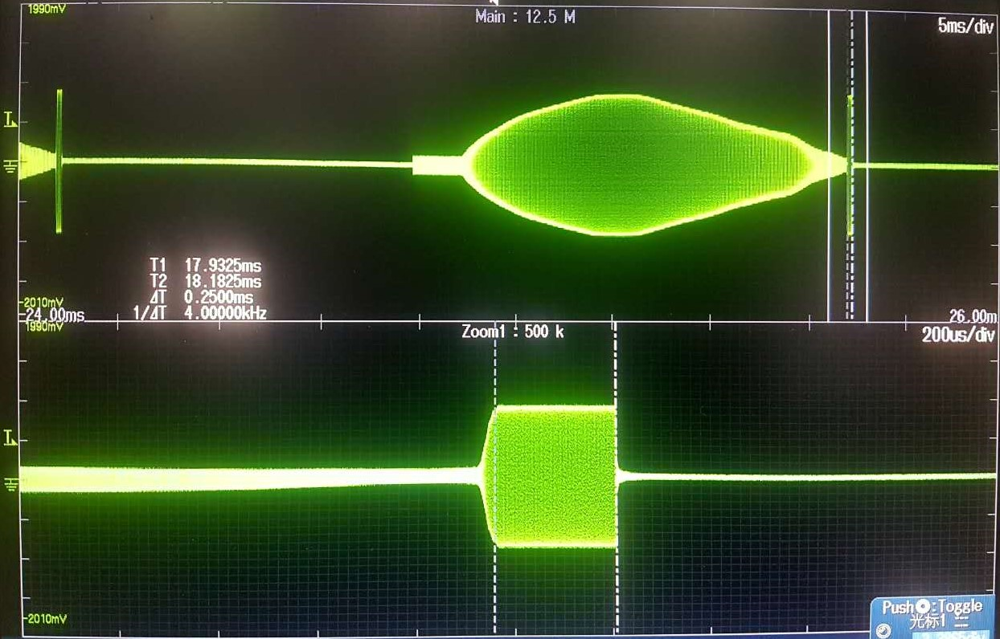 1990mV
Main : 12.5 M
5ms/div
T1 17.9325ms
T2 18.1825ms
ΔT 0.2500ms
1/ΔT 4.00000kHz
-2010mV
-24.00ms
26.00m
1990mV
Zoom1 : 500 k
200us/div
-2010mV
Push :Toggle
光标1